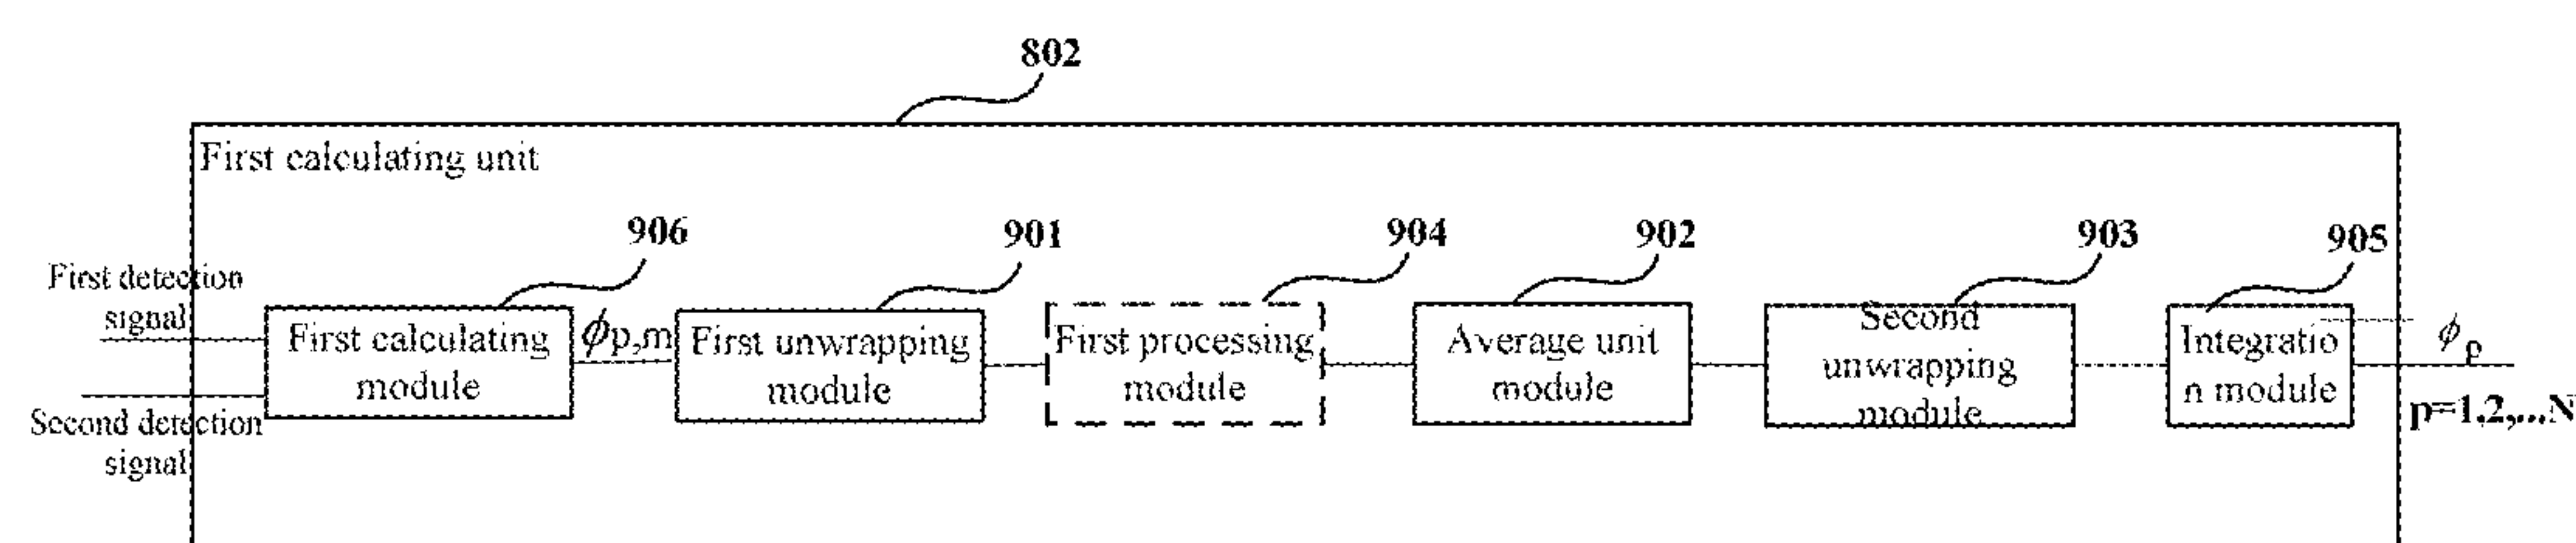 802
First calculating unit
906
901
904
902
903
905
First detection
signal
Second detection
signal
First calculating
module
ϕp,m
First unwrapping
module
First processing
module
Average unit
module
Second
unwrapping
module
Integratio
n module
ϕp
p=1,2,...N